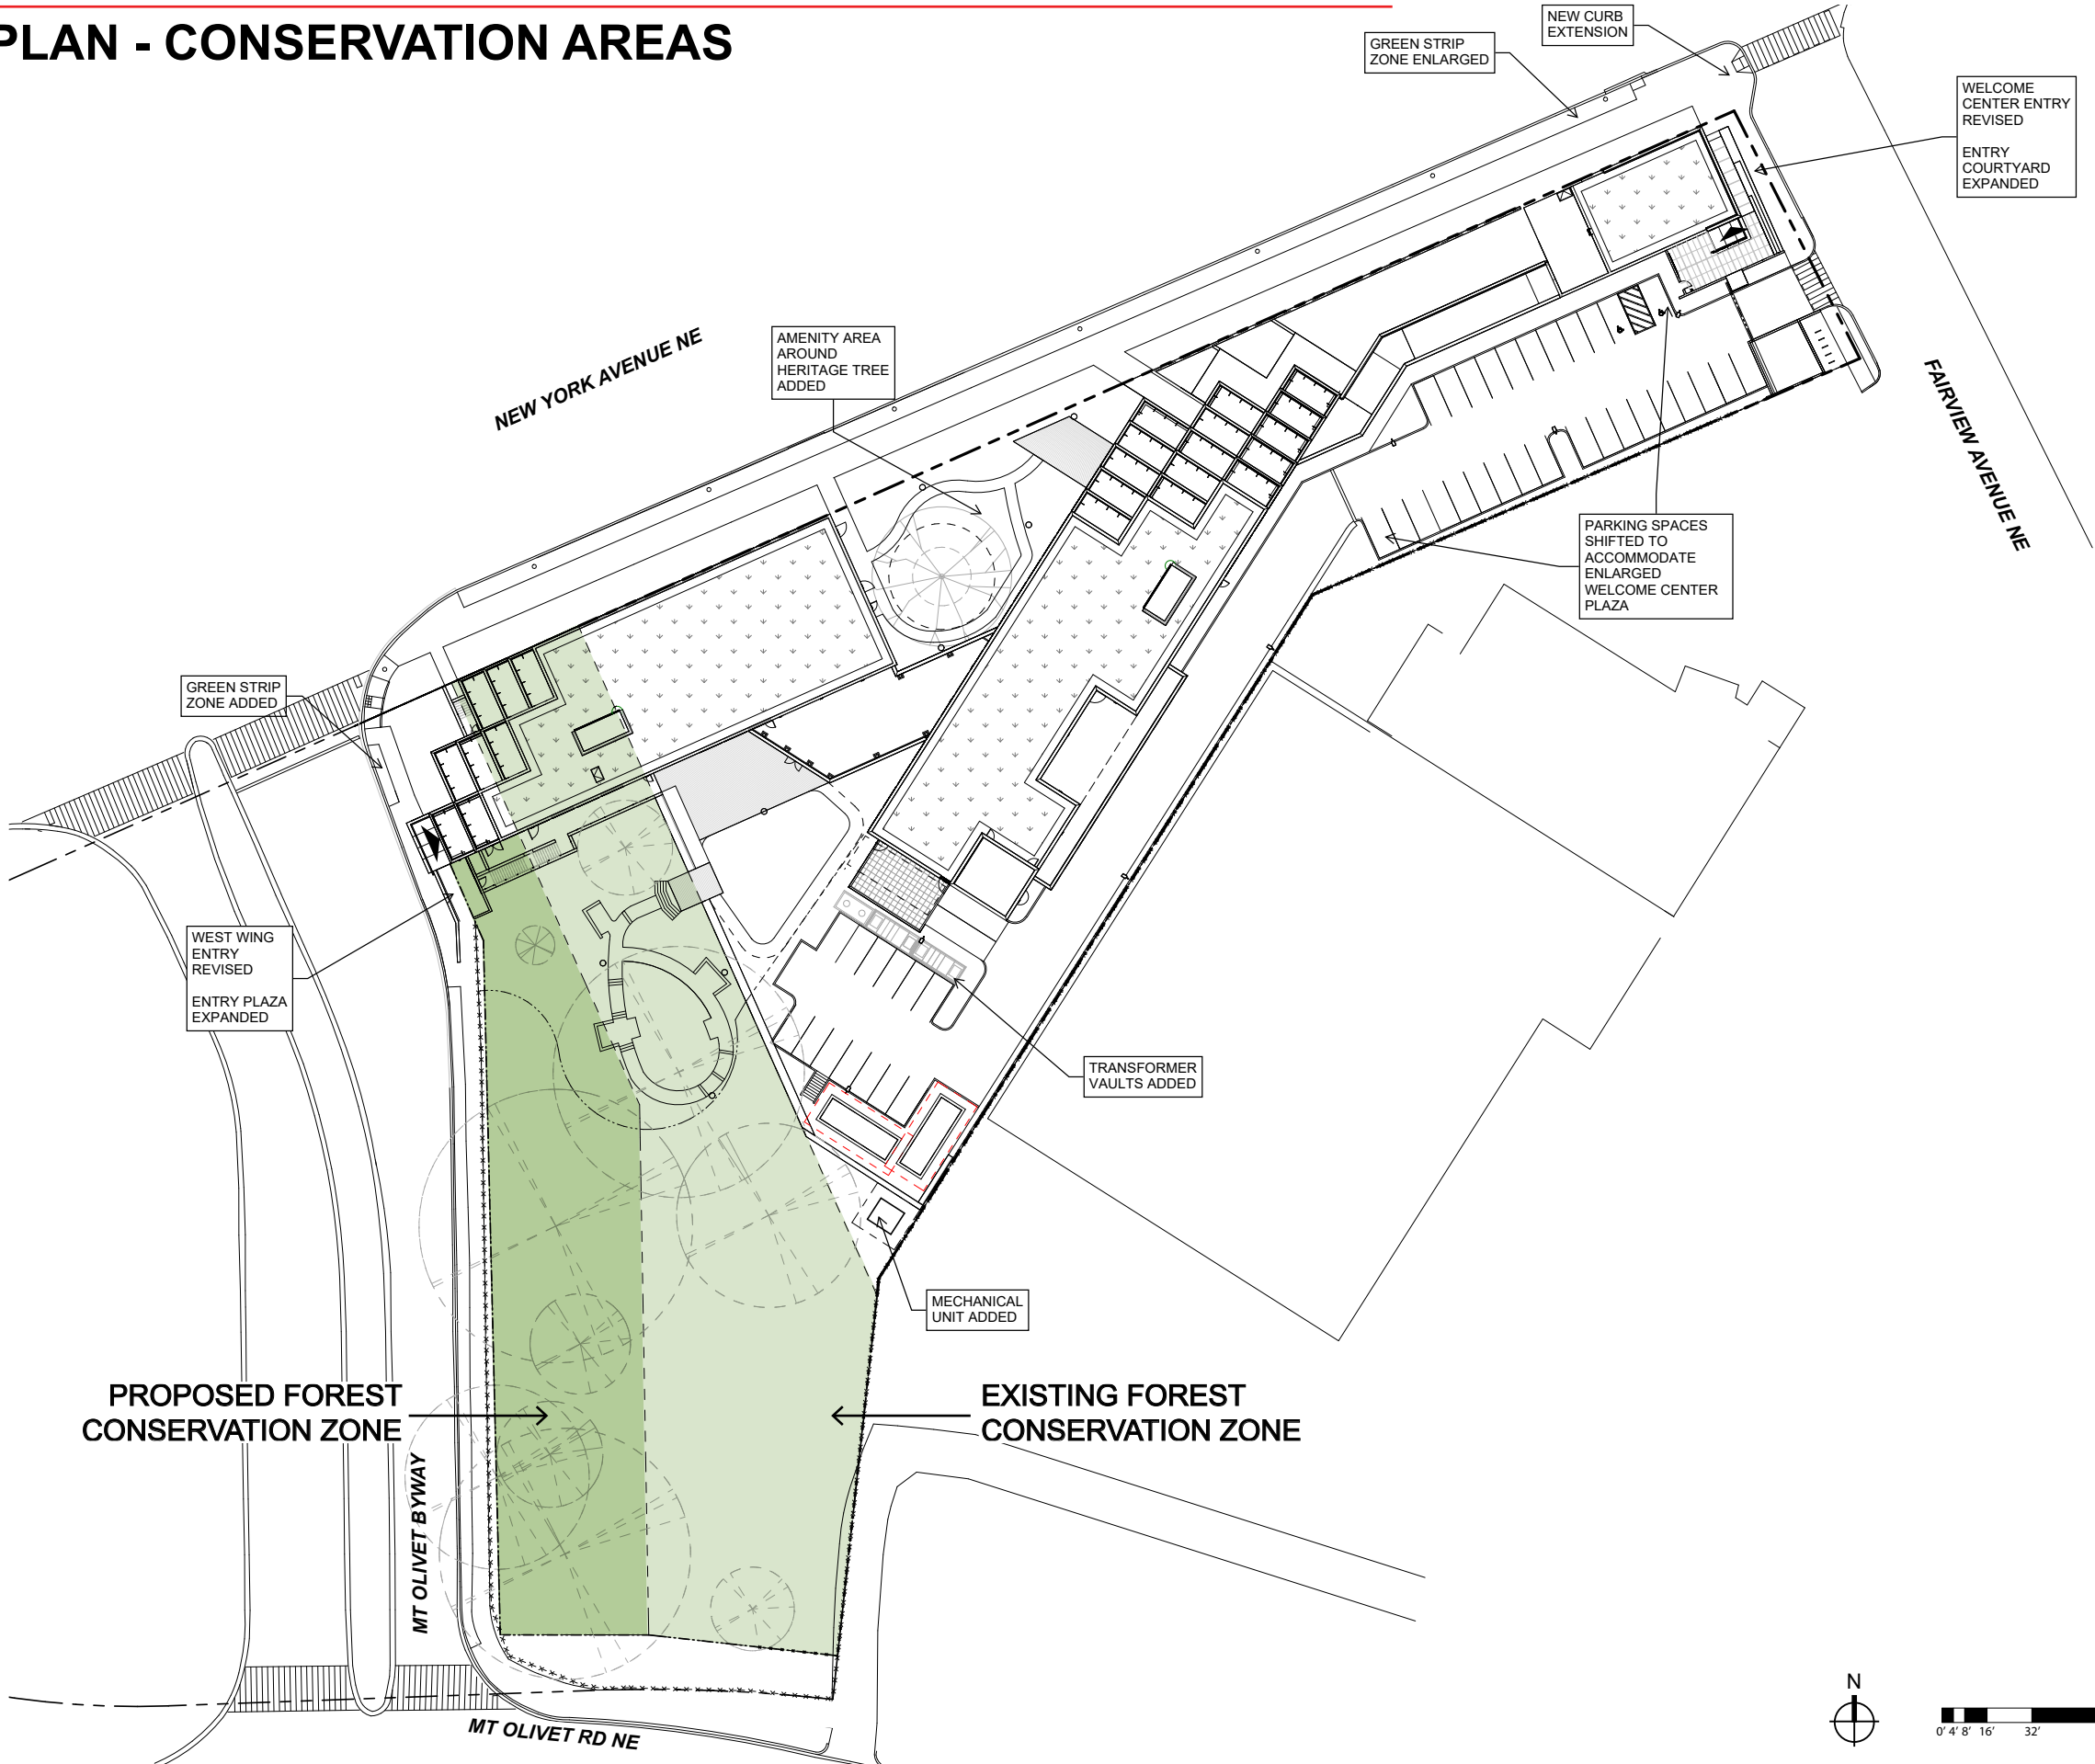 PLAN - CONSERVATION AREAS
NEW CURB
EXTENSION
GREEN STRIP
ZONE ENLARGED
WELCOME
CENTER ENTRY
REVISED
ENTRY
COURTYARD
EXPANDED
AMENITY AREA
AROUND
HERITAGE TREE
ADDED
NEW YORK AVENUE NE
FAIRVIEW AVENUE NE
PARKING SPACES
SHIFTED TO
ACCOMMODATE
ENLARGED
WELCOME CENTER
PLAZA
GREEN STRIP
ZONE ADDED
WEST WING
ENTRY
REVISED
ENTRY PLAZA
EXPANDED
TRANSFORMER
VAULTS ADDED
MECHANICAL
UNIT ADDED
PROPOSED FOREST
CONSERVATION ZONE
EXISTING FOREST
CONSERVATION ZONE
MT OLIVET BYWAY
MT OLIVET RD NE
N
0' 4' 8' 16' 32'